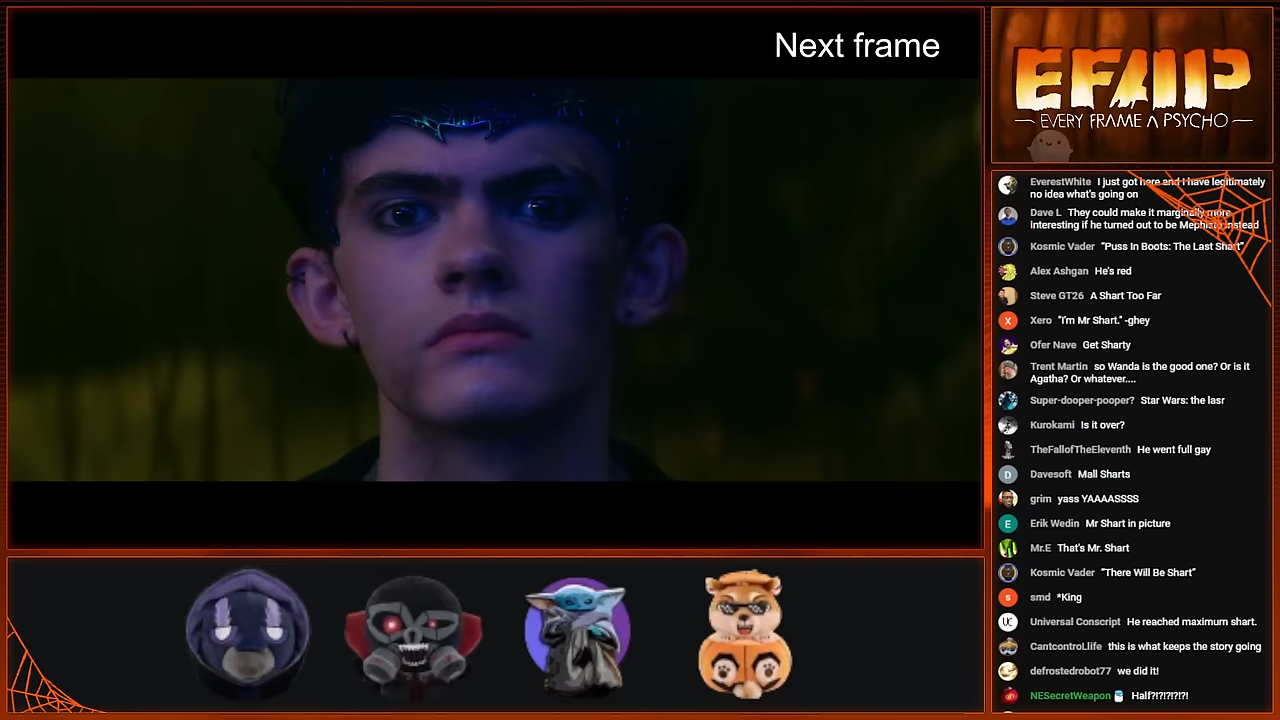 Next frame
EFAP
EVERY FRAME A PSYCHO
EverestWhite I just got here and I have legitimately
no idea what's going on
Dave L They could make it marginally more
interesting if he turned out to be Mephisto instead
Kosmic Vader “Puss In Boots: The Last Shart”
Alex Ashgan He's red
Steve GT26 A Shart Too Far
X
Xero "I'm Mr Shart." -ghey
Ofer Nave Get Sharty
Trent Martin so Wanda is the good one? Or is it
Agatha? Or whatever....
Super-dooper-pooper? Star Wars: the lasr
Kurokami Is it over?
TheFallofTheEleventh He went full gay
D
Davesoft Mall Sharts
grim yass YAAAASSSS
E
Erik Wedin Mr Shart in picture
Mr.E That's Mr. Shart
Kosmic Vader “There Will Be Shart”
s
smd *King
UC
Universal Conscript He reached maximum shart.
CantcontroLlife this is what keeps the story going
defrostedrobot77 we did it!
NESecretWeapon Half?!?!?!?!?!